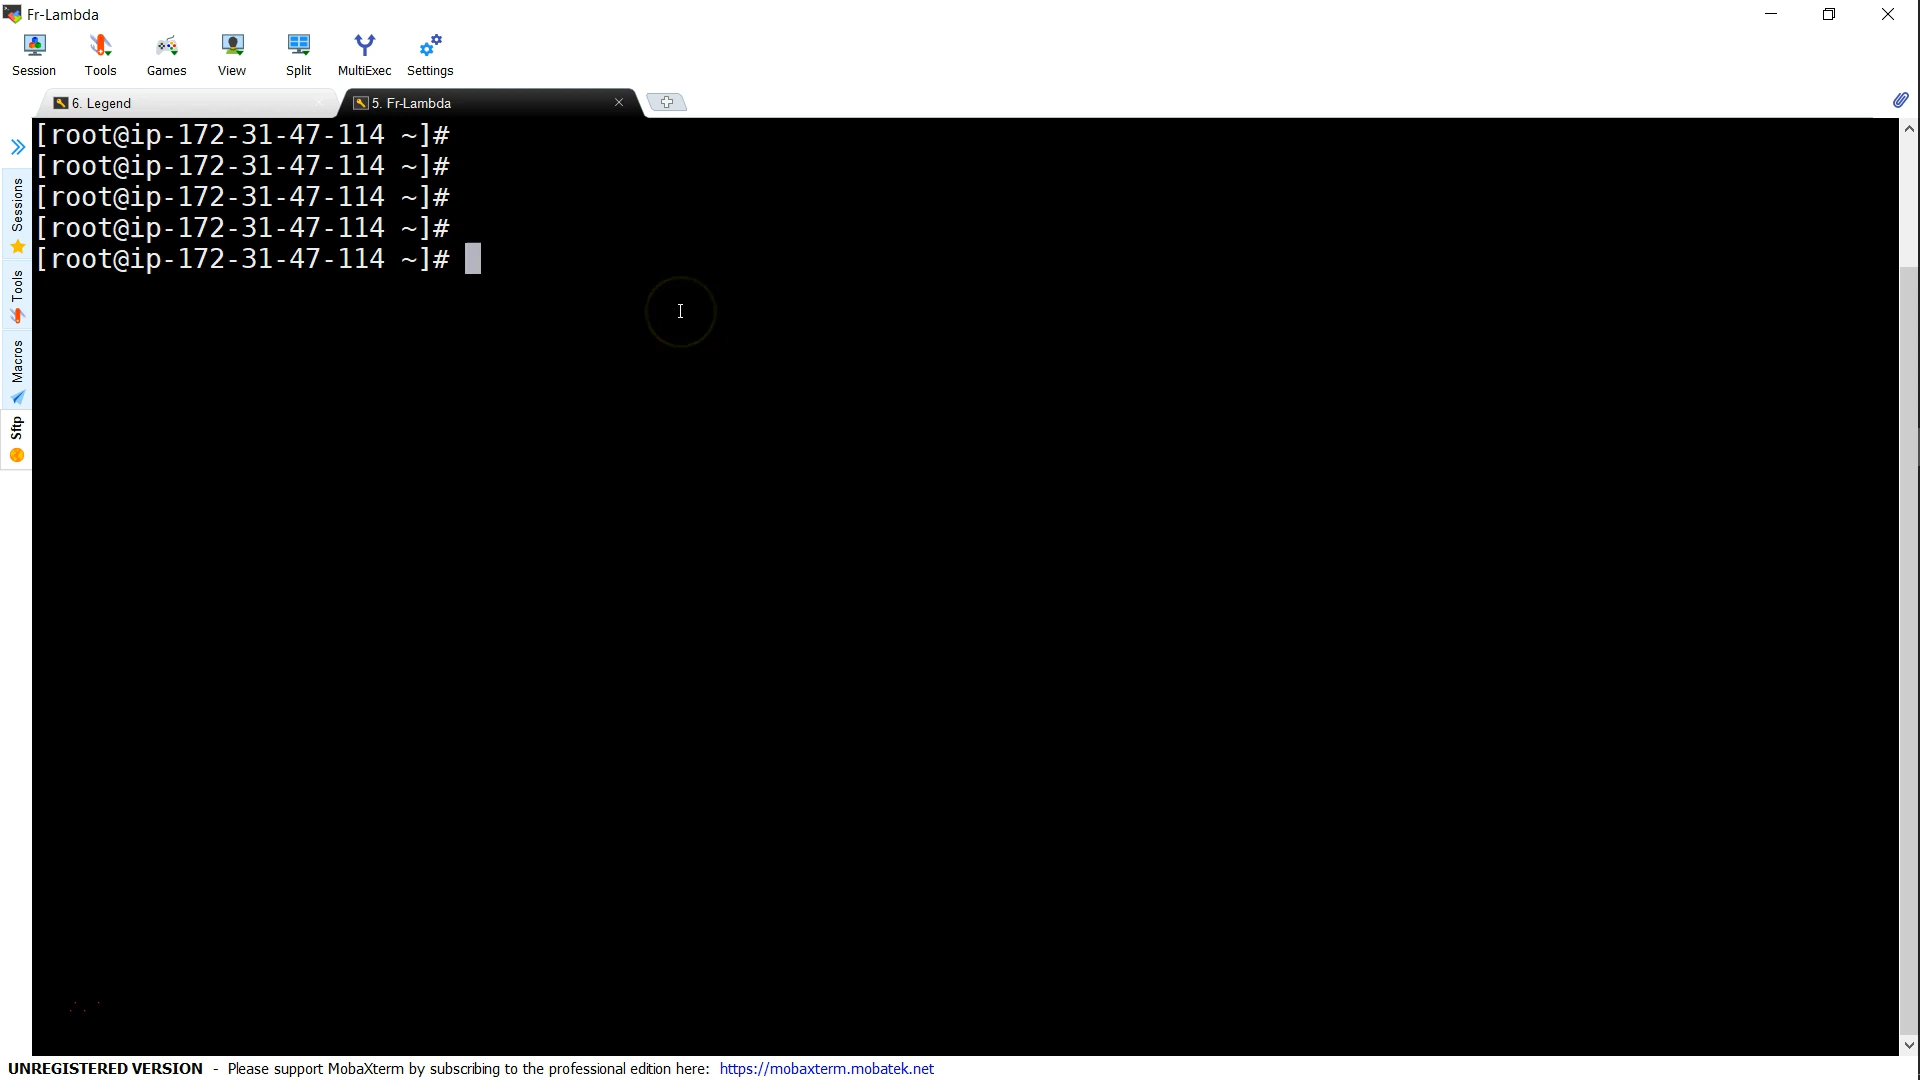 Fr-Lambda
Session Tools Games View Split MultiExec Settings
6. Legend 5. Fr-Lambda
[root@ip-172-31-47-114 ~]#
[root@ip-172-31-47-114 ~]#
[root@ip-172-31-47-114 ~]#
[root@ip-172-31-47-114 ~]#
[root@ip-172-31-47-114 ~]#
Sessions
Tools
Macros
Sftp
UNREGISTERED VERSION - Please support MobaXterm by subscribing to the professional edition here: https://mobaxterm.mobatek.net